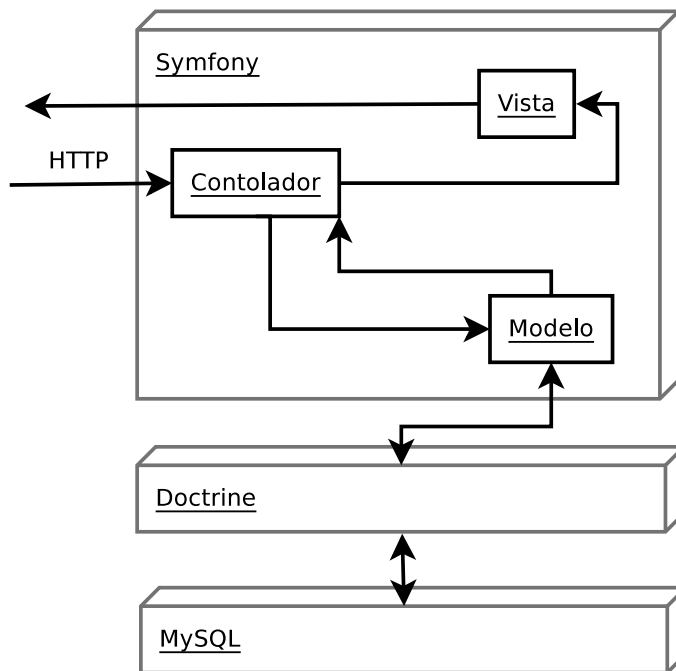 Symfony
Vista
HTTP
Contolador
Modelo
Doctrine
MySQL